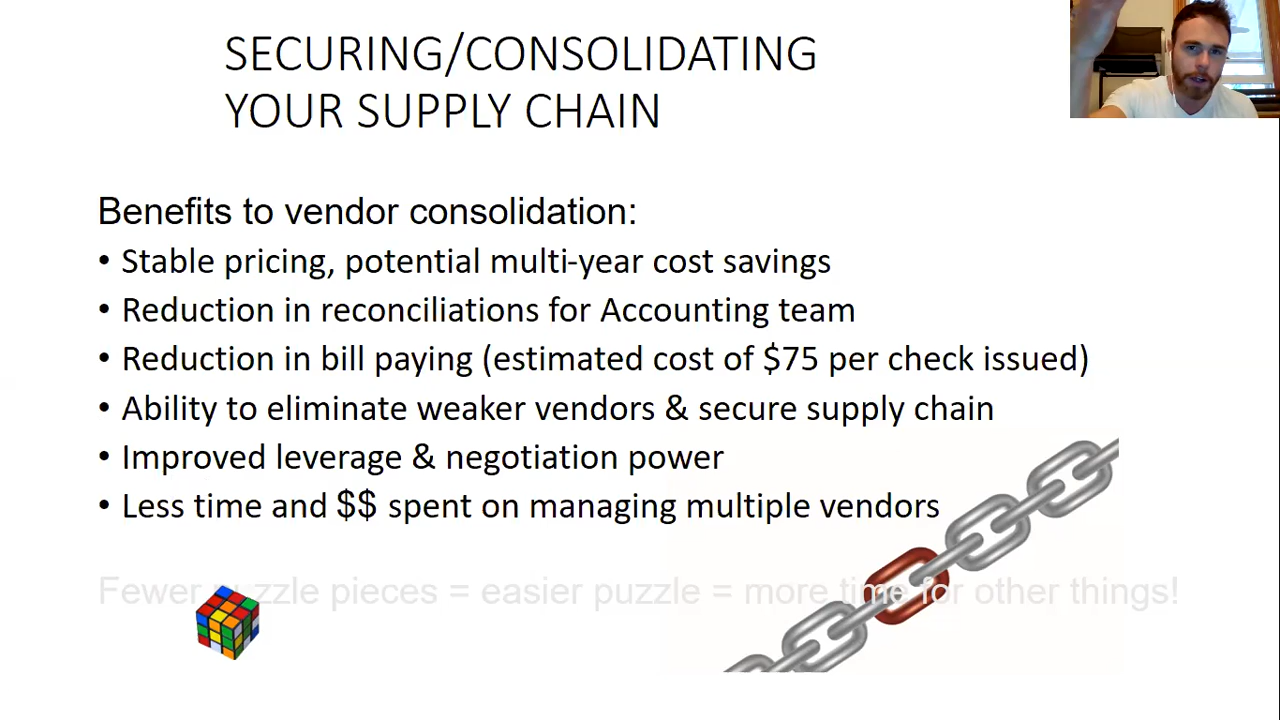 SECURING/CONSOLIDATING
YOUR SUPPLY CHAIN
Benefits to vendor consolidation:
• Stable pricing, potential multi-year cost savings
• Reduction in reconciliations for Accounting team
• Reduction in bill paying (estimated cost of $75 per check issued)
• Ability to eliminate weaker vendors & secure supply chain
• Improved leverage & negotiation power
• Less time and $$ spent on managing multiple vendors
Fewer puzzle pieces = easier puzzle = more time for other things!